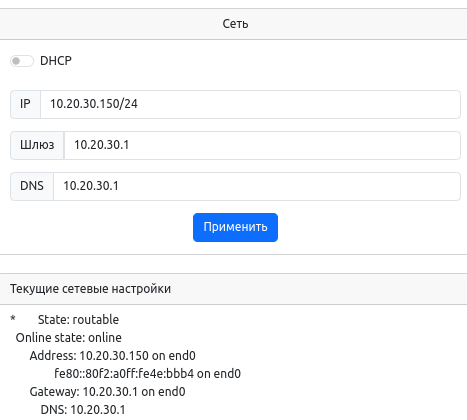 Сеть
DHCP
IP 10.20.30.150/24
Шлюз 10.20.30.1
DNS 10.20.30.1
Применить
Текущие сетевые настройки
* State: routable
Online state: online
Address: 10.20.30.150 on end0
fe80::80f2:a0ff:fe4e:bbb4 on end0
Gateway: 10.20.30.1 on end0
DNS: 10.20.30.1